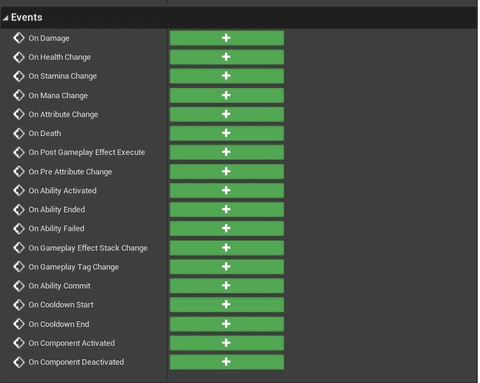 Events
On Damage
On Health Change
On Stamina Change
On Mana Change
On Attribute Change
On Death
On Post Gameplay Effect Execute
On Pre Attribute Change
On Ability Activated
On Ability Ended
On Ability Failed
On Gameplay Effect Stack Change
On Gameplay Tag Change
On Ability Commit
On Cooldown Start
On Cooldown End
On Component Activated
On Component Deactivated